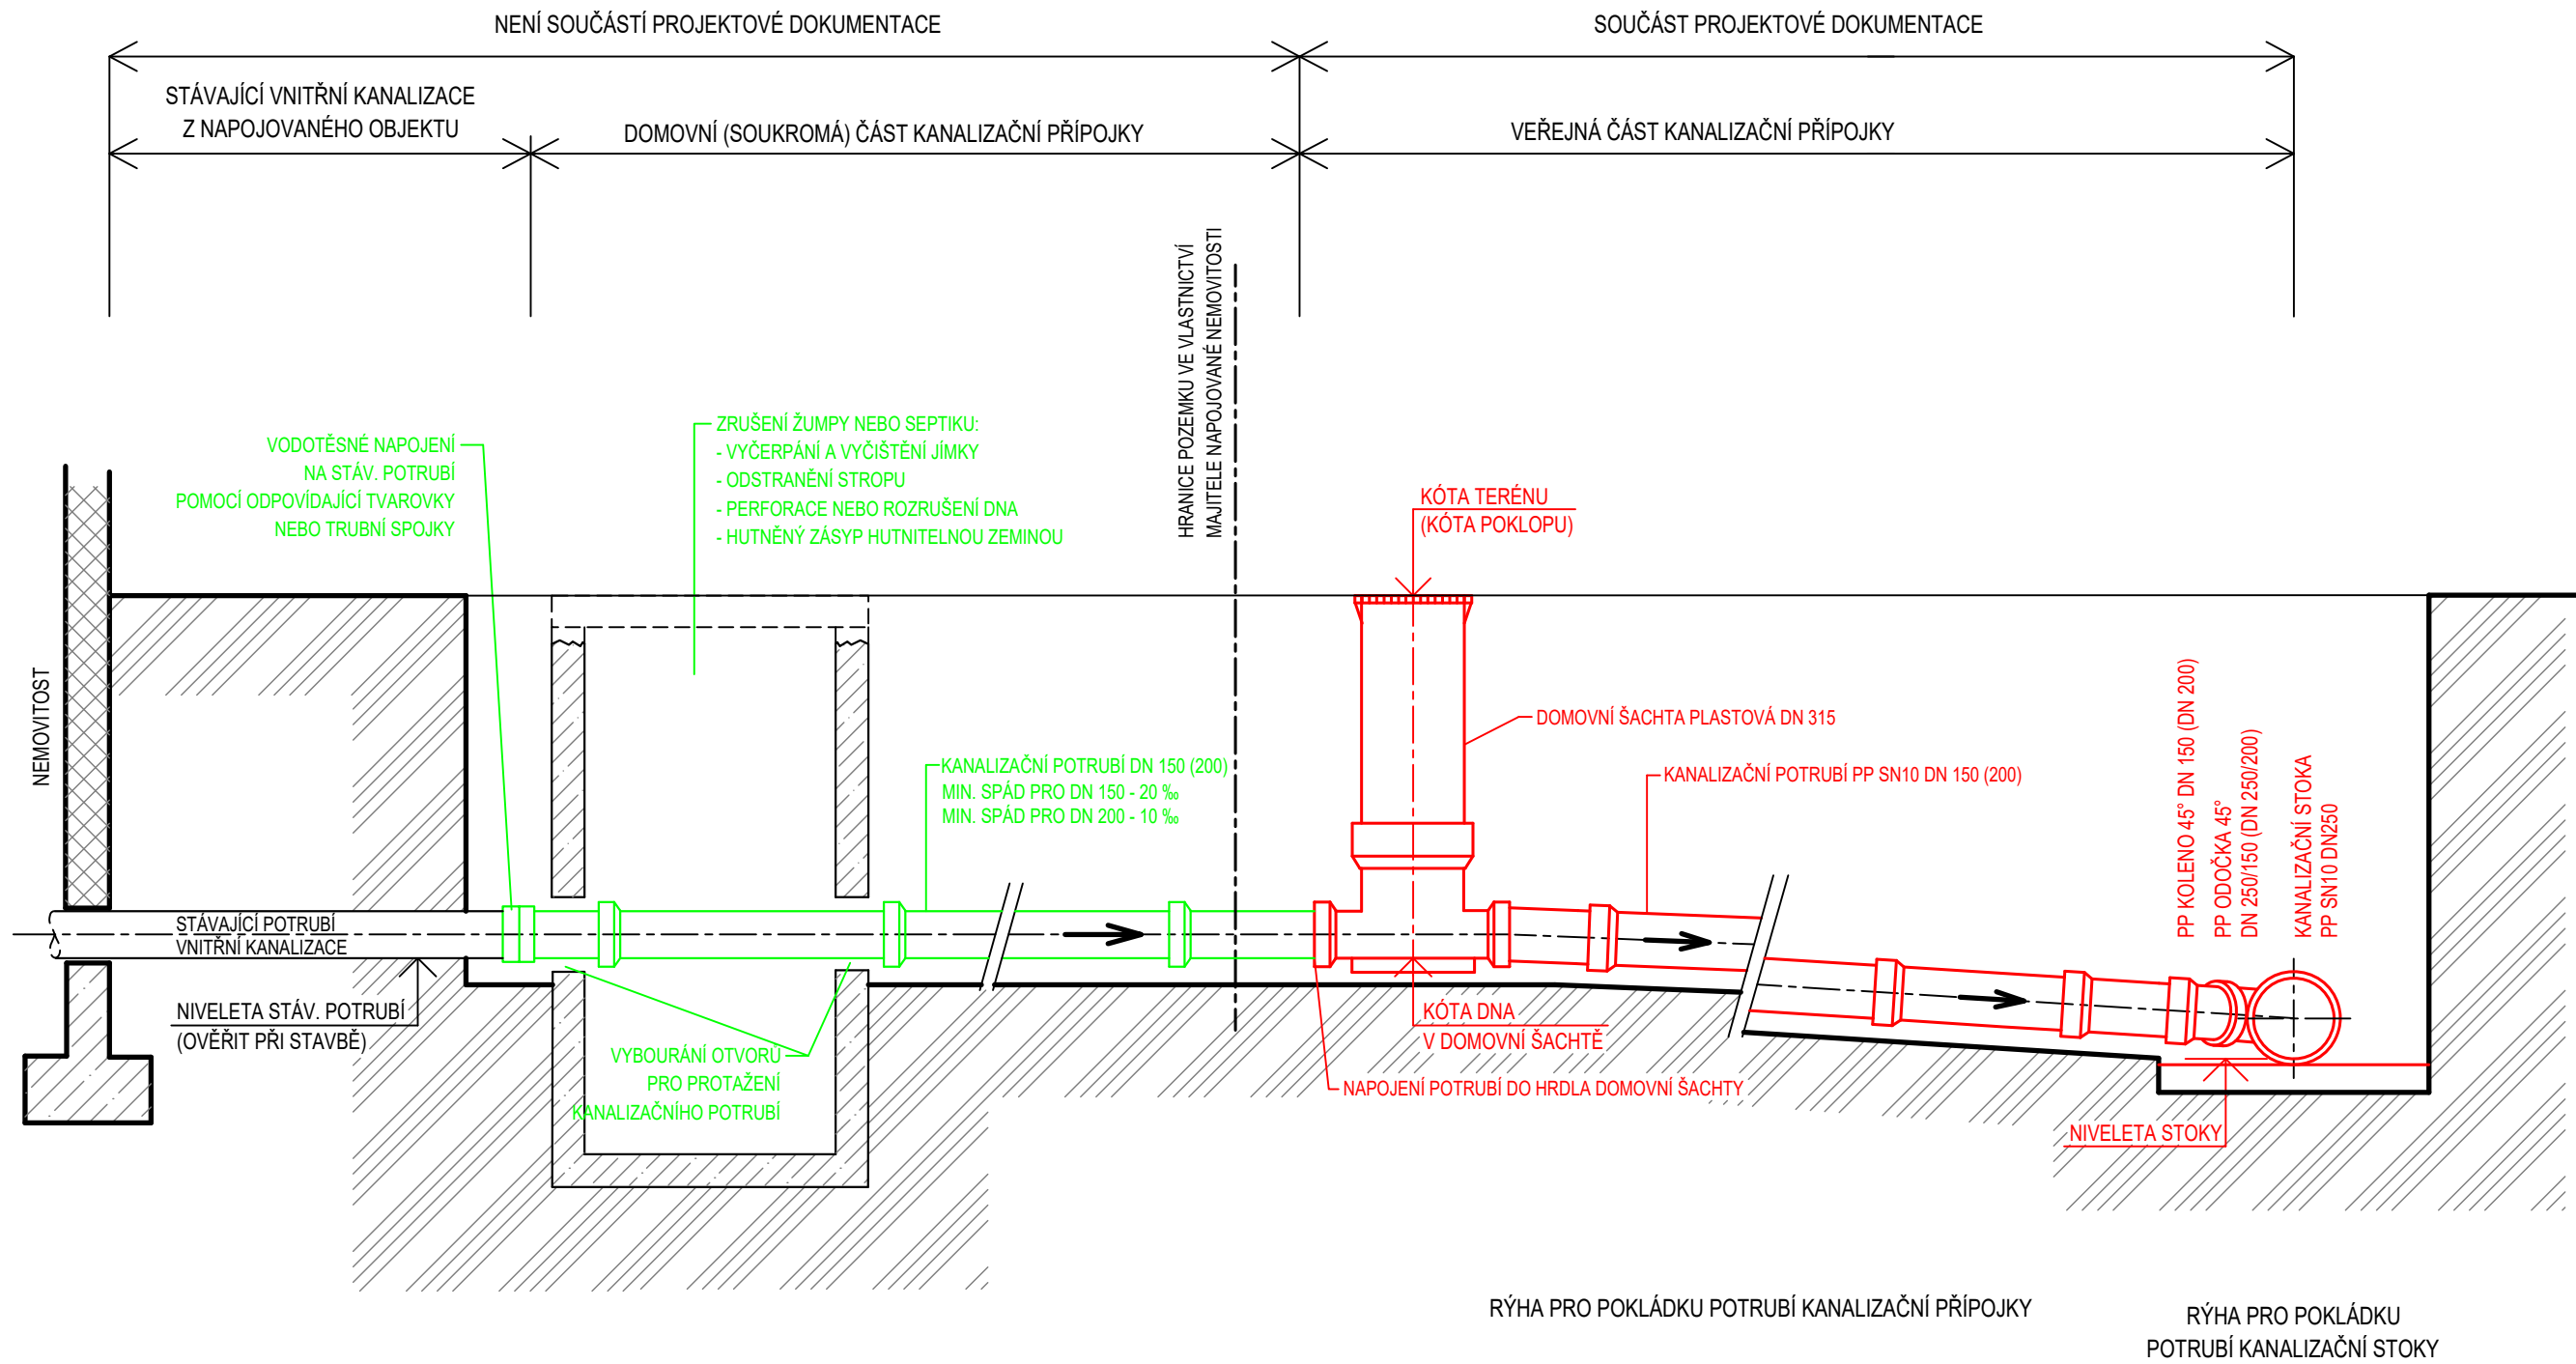 NENÍ SOUČÁSTÍ PROJEKTOVÉ DOKUMENTACE
SOUČÁST PROJEKTOVÉ DOKUMENTACE
STÁVAJÍCÍ VNITŘNÍ KANALIZACE
Z NAPOJOVANÉHO OBJEKTU
DOMOVNÍ (SOUKROMÁ) ČÁST KANALIZAČNÍ PŘÍPOJKY
VEŘEJNÁ ČÁST KANALIZAČNÍ PŘÍPOJKY
HRANICE POZEMKU VE VLASTNICTVÍ
MAJITELE NAPOJOVANÉ NEMOVITOSTI
VODOTĚSNÉ NAPOJENÍ
NA STÁV. POTRUBÍ
POMOCÍ ODPOVÍDAJÍCÍ TVAROVKY
NEBO TRUBNÍ SPOJKY
ZRUŠENÍ ŽUMPY NEBO SEPTIKU:
- VYČERPÁNÍ A VYČIŠTĚNÍ JÍMKY
- ODSTRANĚNÍ STROPU
- PERFORACE NEBO ROZRUŠENÍ DNA
- HUTNĚNÝ ZÁSYP HUTNITELNOU ZEMINOU
KÓTA TERÉNU
(KÓTA POKLOPU)
NEMOVITOST
DOMOVNÍ ŠACHTA PLASTOVÁ DN 315
KANALIZAČNÍ POTRUBÍ DN 150 (200)
MIN. SPÁD PRO DN 150 - 20 ‰
MIN. SPÁD PRO DN 200 - 10 ‰
KANALIZAČNÍ POTRUBÍ PP SN10 DN 150 (200)
PP KOLENO 45° DN 150 (DN 200)
PP ODOČKA 45°
DN 250/150 (DN 250/200)
KANALIZAČNÍ STOKA
PP SN10 DN250
STÁVAJÍCÍ POTRUBÍ
VNITŘNÍ KANALIZACE
NIVELETA STÁV. POTRUBÍ
(OVĚŘIT PŘI STAVBĚ)
VYBOURÁNÍ OTVORŮ
PRO PROTAŽENÍ
KANALIZAČNÍHO POTRUBÍ
KÓTA DNA
V DOMOVNÍ ŠACHTĚ
NAPOJENÍ POTRUBÍ DO HRDLA DOMOVNÍ ŠACHTY
NIVELETA STOKY
RÝHA PRO POKLÁDKU POTRUBÍ KANALIZAČNÍ PŘÍPOJKY
RÝHA PRO POKLÁDKU
POTRUBÍ KANALIZAČNÍ STOKY